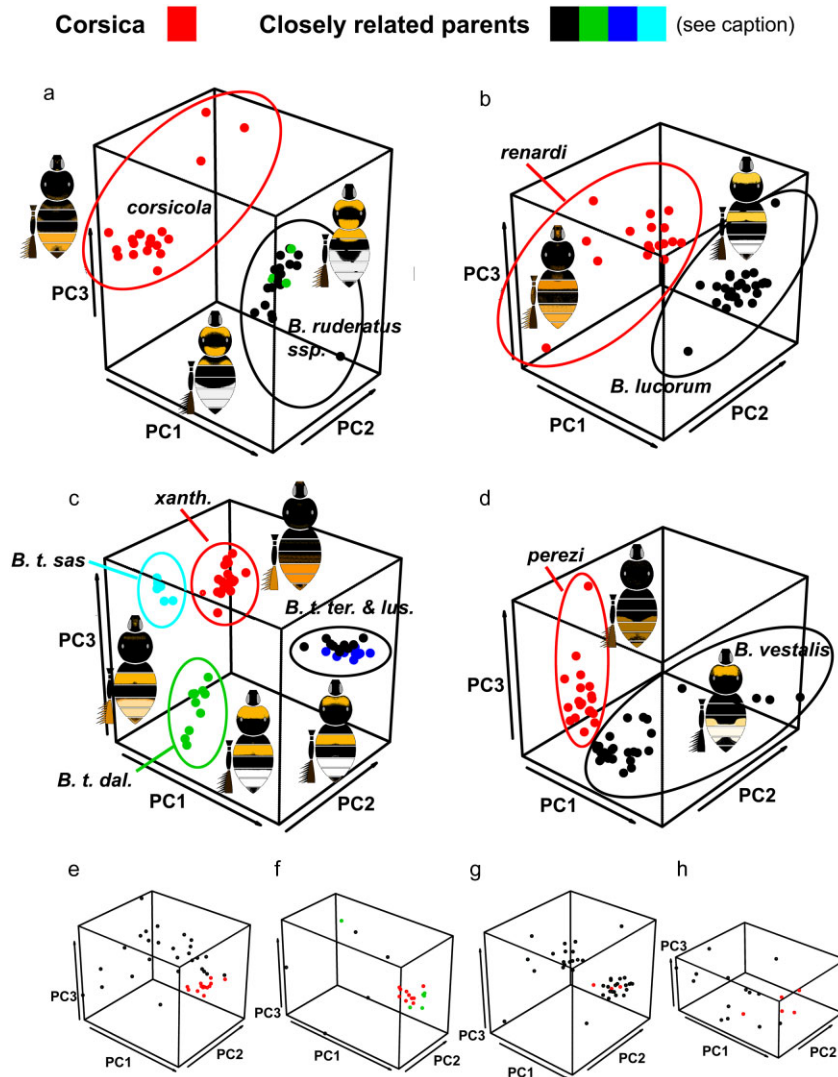 Corsica Closely related parents (see caption)
a
corsicola
PC3
B. ruderatus
ssp.
PC1
PC2
b
renardi
PC3
B. lucorum
PC1
PC2
c
xanth.
B. t. sas
B. t. ter. & lus.
PC3
B. t. dal.
PC1
PC2
d
perezi
B. vestalis
PC3
PC1
PC2
e
PC3
PC1
PC2
f
PC3
PC1
PC2
g
PC3
PC1
PC2
h
PC3
PC1
PC2